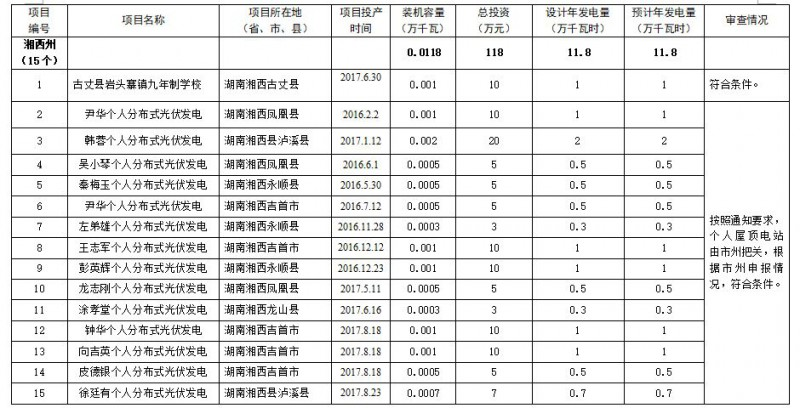 项目编号 项目名称 项目所在地（省、市、县） 项目投产时间 装机容量（万千瓦） 总投资（万元） 设计年发电量（万千瓦时） 预计年发电量（万千瓦时） 审查情况
湘西州（15个） 0.0118 118 11.8 11.8
1 古丈县岩头寨镇九年制学校 湖南湘西古丈县 2017.6.30 0.001 10 1 1 符合条件。
2 尹华个人分布式光伏发电 湖南湘西凤凰县 2016.2.2 0.001 10 1 1
3 韩蓉个人分布式光伏发电 湖南湘西县泸溪县 2017.1.12 0.002 20 2 2
4 吴小琴个人分布式光伏发电 湖南湘西凤凰县 2016.6.1 0.0005 5 0.5 0.5
5 秦梅玉个人分布式光伏发电 湖南湘西永顺县 2016.5.30 0.0005 5 0.5 0.5
6 尹华个人分布式光伏发电 湖南湘西吉首市 2016.7.12 0.0005 5 0.5 0.5
7 左弟雄个人分布式光伏发电 湖南湘西永顺县 2016.11.28 0.0003 3 0.3 0.3
8 王志军个人分布式光伏发电 湖南湘西吉首市 2016.12.12 0.001 10 1 1
9 彭英辉个人分布式光伏发电 湖南湘西永顺县 2016.12.23 0.001 10 1 1
10 龙志刚个人分布式光伏发电 湖南湘西凤凰县 2017.5.11 0.0005 5 0.5 0.5
11 涂孝堂个人分布式光伏发电 湖南湘西龙山县 2017.6.16 0.0003 3 0.3 0.3
12 钟华个人分布式光伏发电 湖南湘西吉首市 2017.8.18 0.001 10 1 1
13 向吉英个人分布式光伏发电 湖南湘西吉首市 2017.8.18 0.001 10 1 1
14 皮德银个人分布式光伏发电 湖南湘西吉首市 2017.8.18 0.0005 5 0.5 0.5
15 徐廷有个人分布式光伏发电 湖南湘西县泸溪县 2017.8.23 0.0007 7 0.7 0.7
按照通知要求，
个人屋顶电站
由市州把关，根
据市州申报情
况，符合条件。